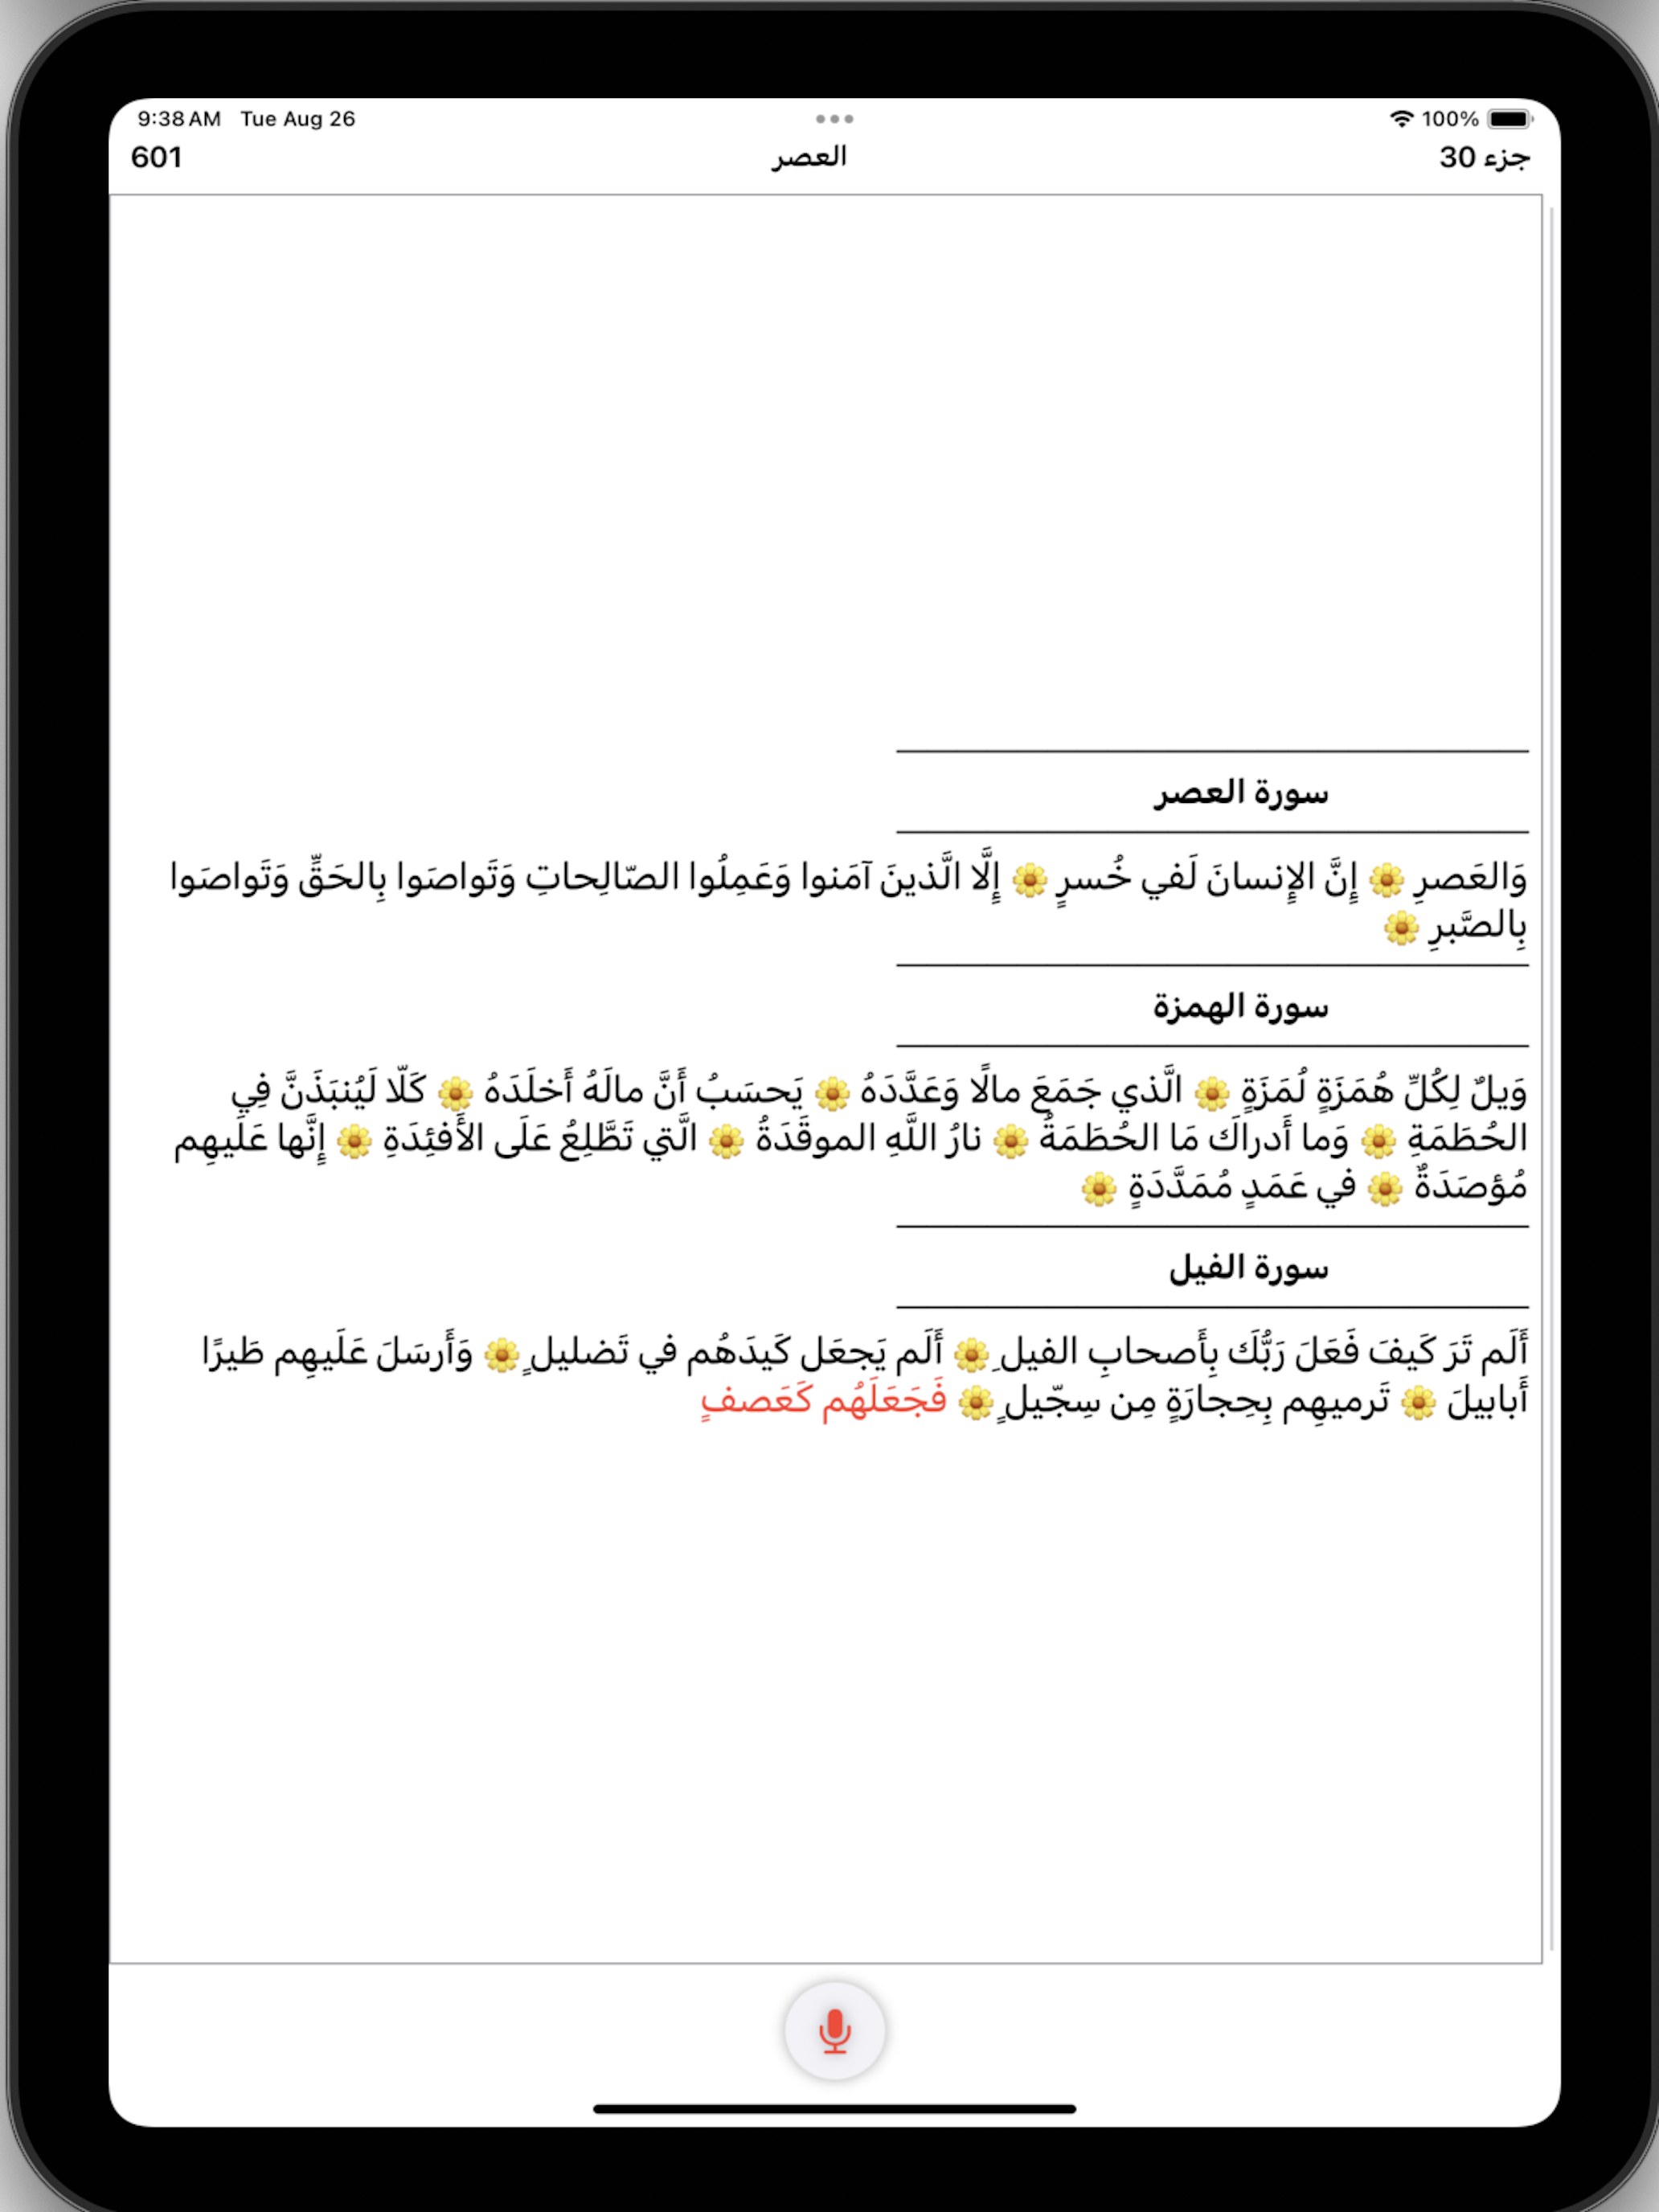 9:38 AM Tue Aug 26
100%
601
العصر
جزء 30
سورة العصر
وَالعَصرِ 🌼 إِنَّ الإِنسانَ لَفي خُسرٍ 🌼 إِلَّا الَّذينَ آمَنوا وَعَمِلُوا الصّالِحاتِ وَتَواصَوا بِالحَقِّ وَتَواصَوا
بِالصَّبرِ 🌼
سورة الهمزة
وَيلٌ لِكُلِّ هُمَزَةٍ لُمَزَةٍ 🌼 الَّذي جَمَعَ مالًا وَعَدَّدَهُ 🌼 يَحسَبُ أَنَّ مالَهُ أَخلَدَهُ 🌼 كَلّا لَيُنبَذَنَّ فِي
الحُطَمَةِ 🌼 وَما أَدراكَ مَا الحُطَمَةُ 🌼 نارُ اللَّهِ الموقَدَةُ 🌼 الَّتي تَطَّلِعُ عَلَى الأَفئِدَةِ 🌼 إِنَّها عَلَيهِم
مُؤصَدَةٌ 🌼 في عَمَدٍ مُمَدَّدَةٍ 🌼
سورة الفيل
أَلَم تَرَ كَيفَ فَعَلَ رَبُّكَ بِأَصحابِ الفيلِ 🌼 أَلَم يَجعَل كَيدَهُم في تَضليلٍ 🌼 وَأَرسَلَ عَلَيهِم طَيرًا
أَبابيلَ 🌼 تَرميهِم بِحِجارَةٍ مِن سِجّيلٍ 🌼 فَجَعَلَهُم كَعَصفٍ